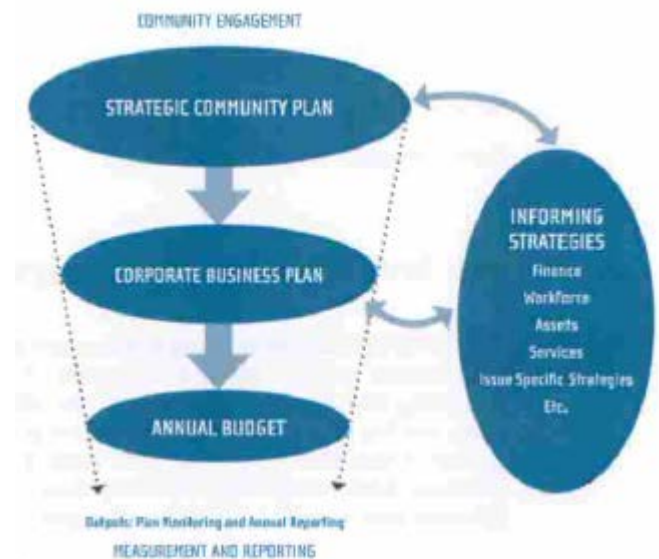 COMMUNITY ENGAGEMENT
STRATEGIC COMMUNITY PLAN
CORPORATE BUSINESS PLAN
ANNUAL BUDGET
INFORMING
STRATEGIES
Finance
Workforce
Assets
Services
Issue Specific Strategies
Etc.
Outputs: Plan Monitoring and Annual Reporting
MEASUREMENT AND REPORTING